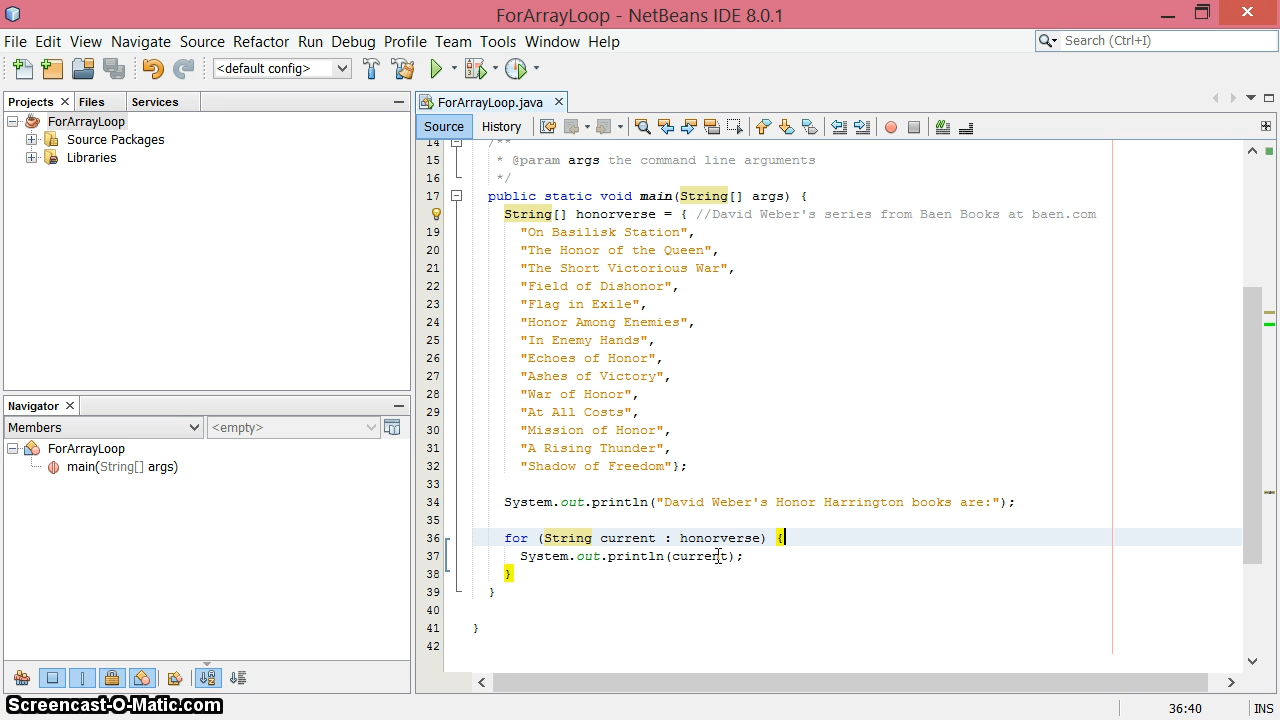 ForArrayLoop - NetBeans IDE 8.0.1
File Edit View Navigate Source Refactor Run Debug Profile Team Tools Window Help
Search (Ctrl+I)
<default config>
Projects Files Services
ForArrayLoop
Source Packages
Libraries
Navigator
Members <empty>
ForArrayLoop
main(String[] args)
ForArrayLoop.java
Source History
14 /**
15 * @param args the command line arguments
16 */
17 public static void main(String[] args) {
String[] honorverse = { //David Weber's series from Baen Books at baen.com
19 "On Basilisk Station",
20 "The Honor of the Queen",
21 "The Short Victorious War",
22 "Field of Dishonor",
23 "Flag in Exile",
24 "Honor Among Enemies",
25 "In Enemy Hands",
26 "Echoes of Honor",
27 "Ashes of Victory",
28 "War of Honor",
29 "At All Costs",
30 "Mission of Honor",
31 "A Rising Thunder",
32 "Shadow of Freedom"};
33
34 System.out.println("David Weber's Honor Harrington books are:");
35
36 for (String current : honorverse) {
37 System.out.println(current);
38 }
39 }
40
41 }
42
36:40 INS
Screencast-O-Matic.com